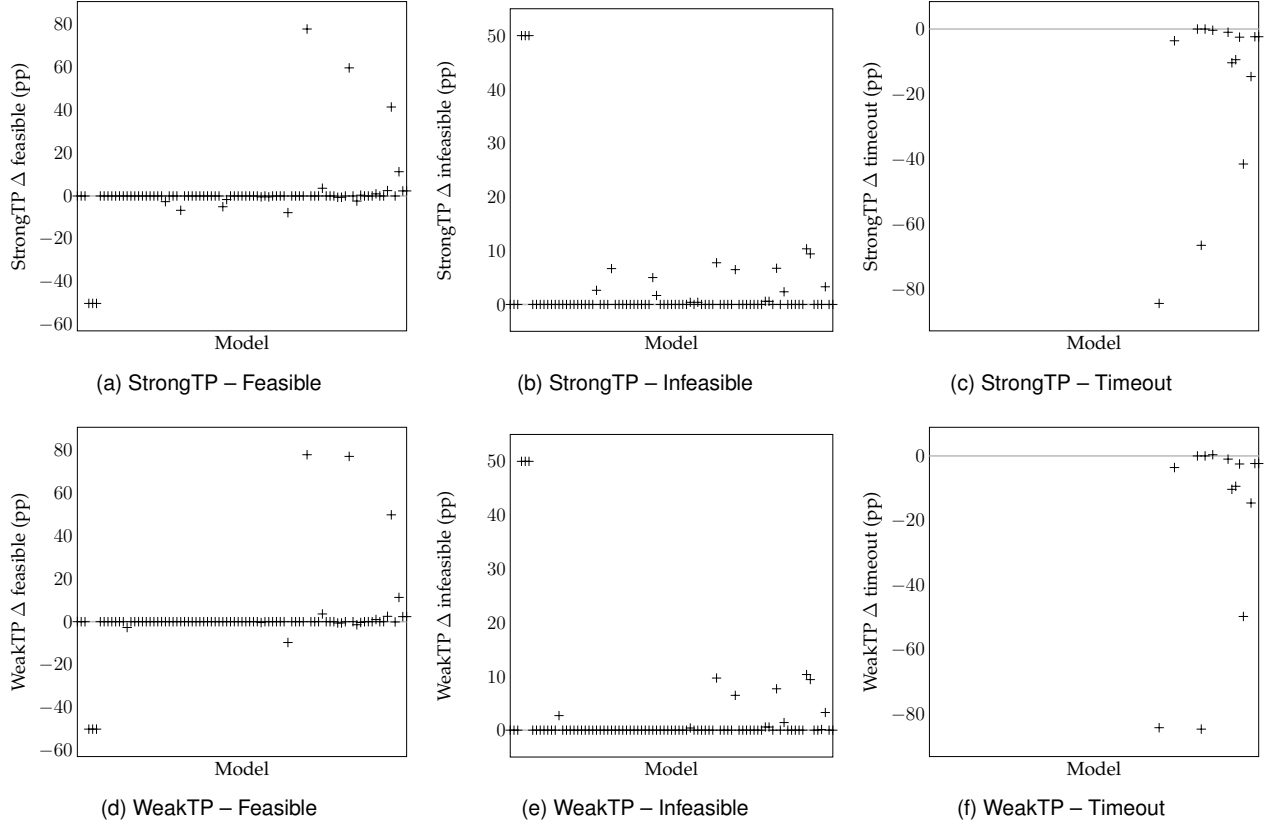 StrongTP Δ feasible (pp)
80
60
40
20
0
−20
−40
−60
Model
(a) StrongTP – Feasible
StrongTP Δ infeasible (pp)
50
40
30
20
10
0
Model
(b) StrongTP – Infeasible
StrongTP Δ timeout (pp)
0
−20
−40
−60
−80
Model
(c) StrongTP – Timeout
WeakTP Δ feasible (pp)
80
60
40
20
0
−20
−40
−60
Model
(d) WeakTP – Feasible
WeakTP Δ infeasible (pp)
50
40
30
20
10
0
Model
(e) WeakTP – Infeasible
WeakTP Δ timeout (pp)
0
−20
−40
−60
−80
Model
(f) WeakTP – Timeout